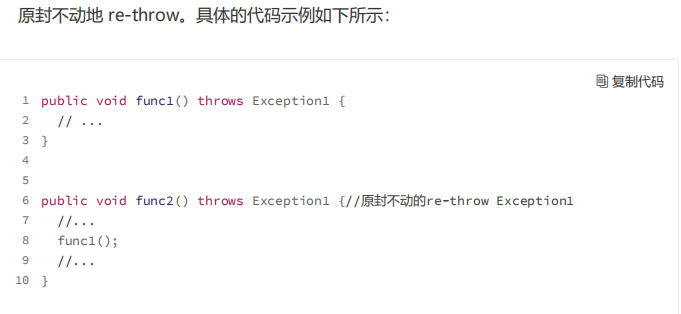 原封不动地 re-throw。具体的代码示例如下所示：
复制代码
1 public void func1() throws Exception1 {
2   // ...
3 }
4
5
6 public void func2() throws Exception1 {//原封不动的re-throw Exception1
7   //...
8   func1();
9   //...
10 }